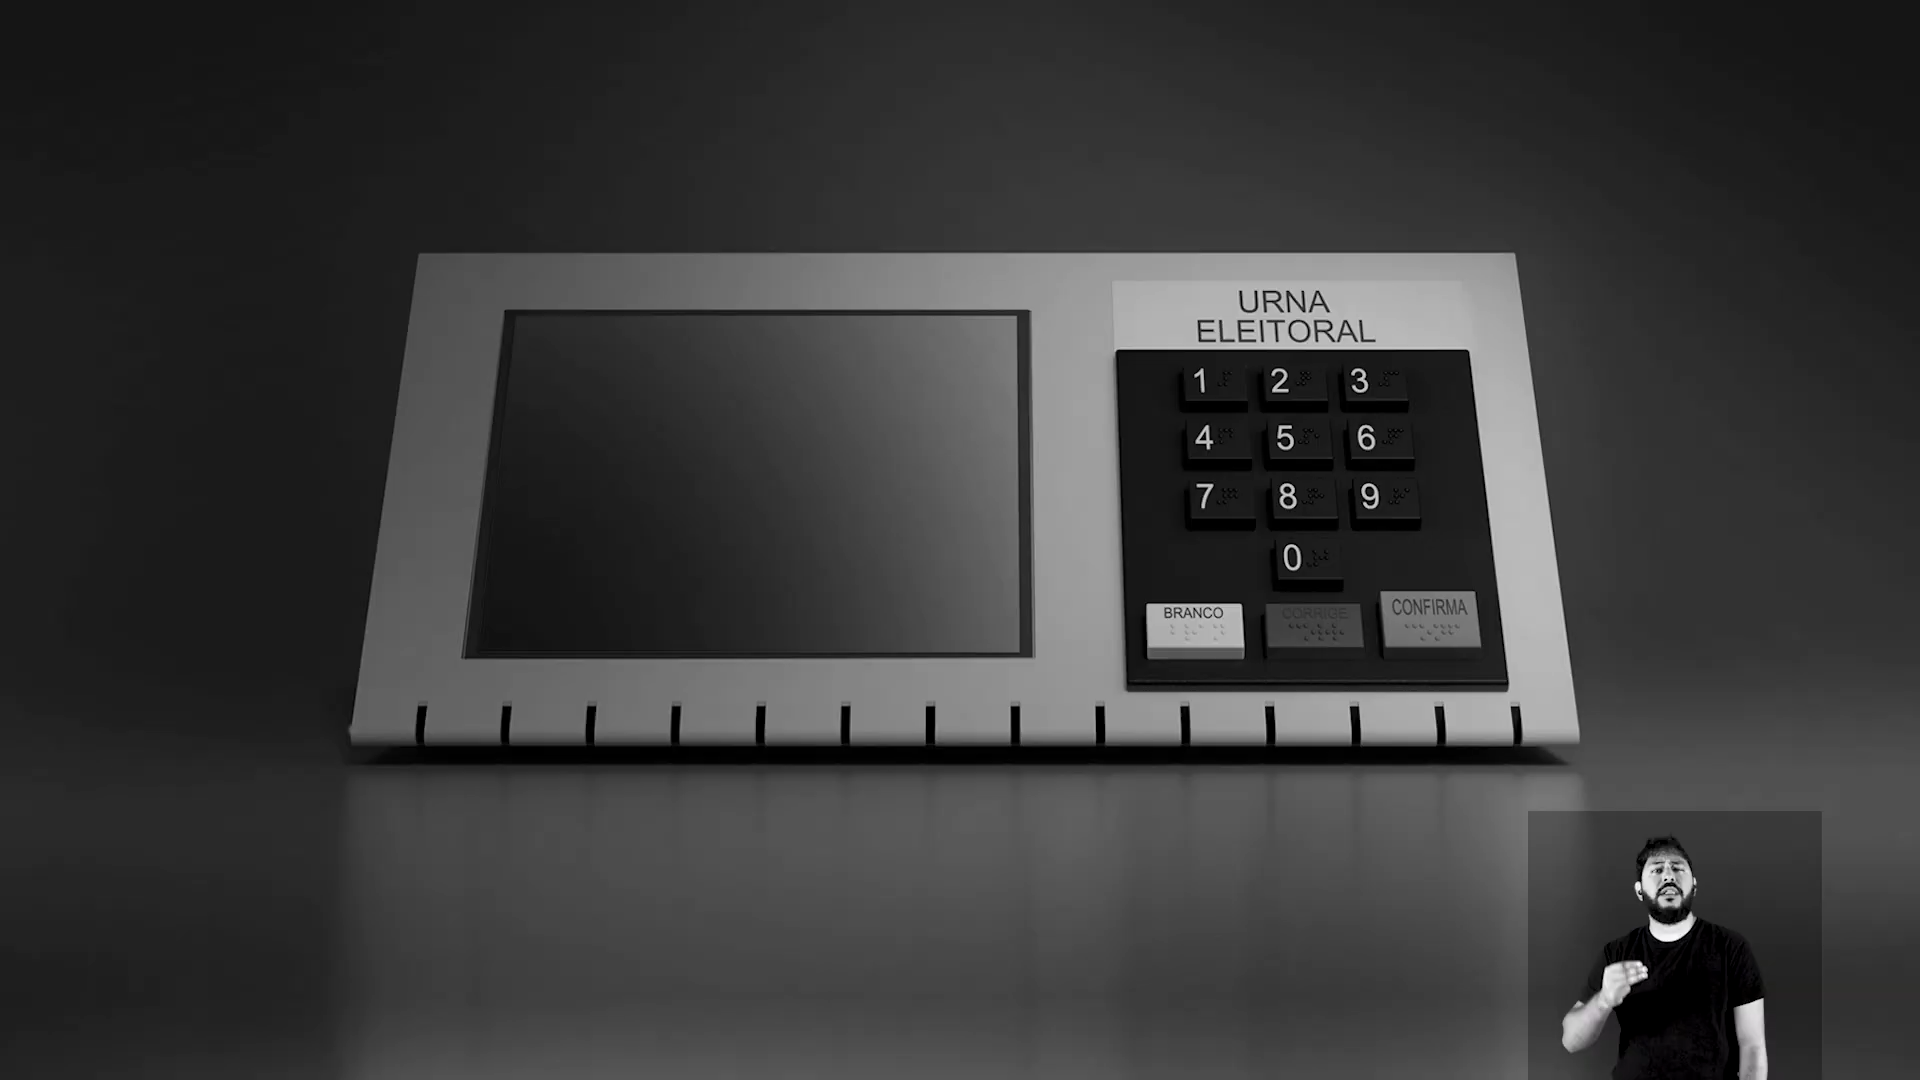 URNA
ELEITORAL
1 2 3
4 5 6
7 8 9
0
BRANCO CORRIGE CONFIRMA